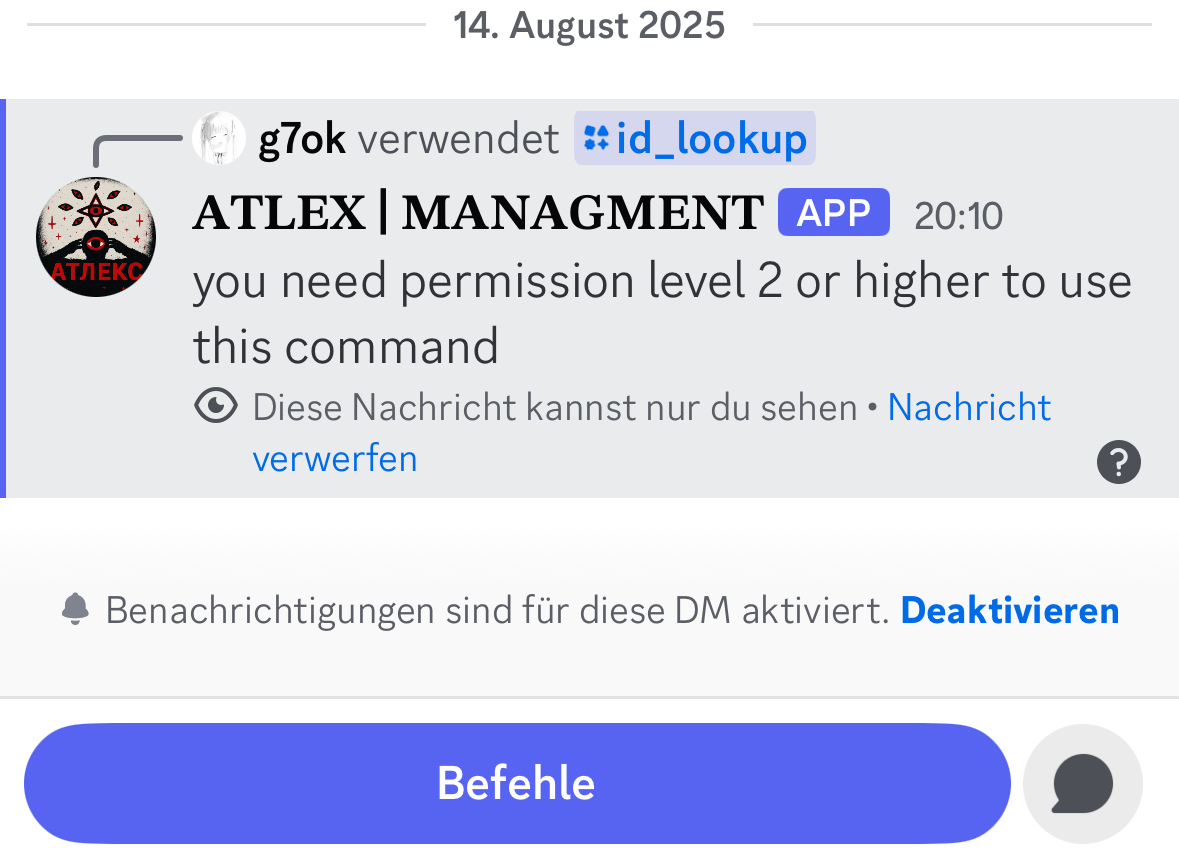 14. August 2025
g7ok verwendet id_lookup
ATLEX | MANAGMENT APP 20:10
АТЛЕКС
you need permission level 2 or higher to use
this command
Diese Nachricht kannst nur du sehen • Nachricht
verwerfen
?
Benachrichtigungen sind für diese DM aktiviert. Deaktivieren
Befehle